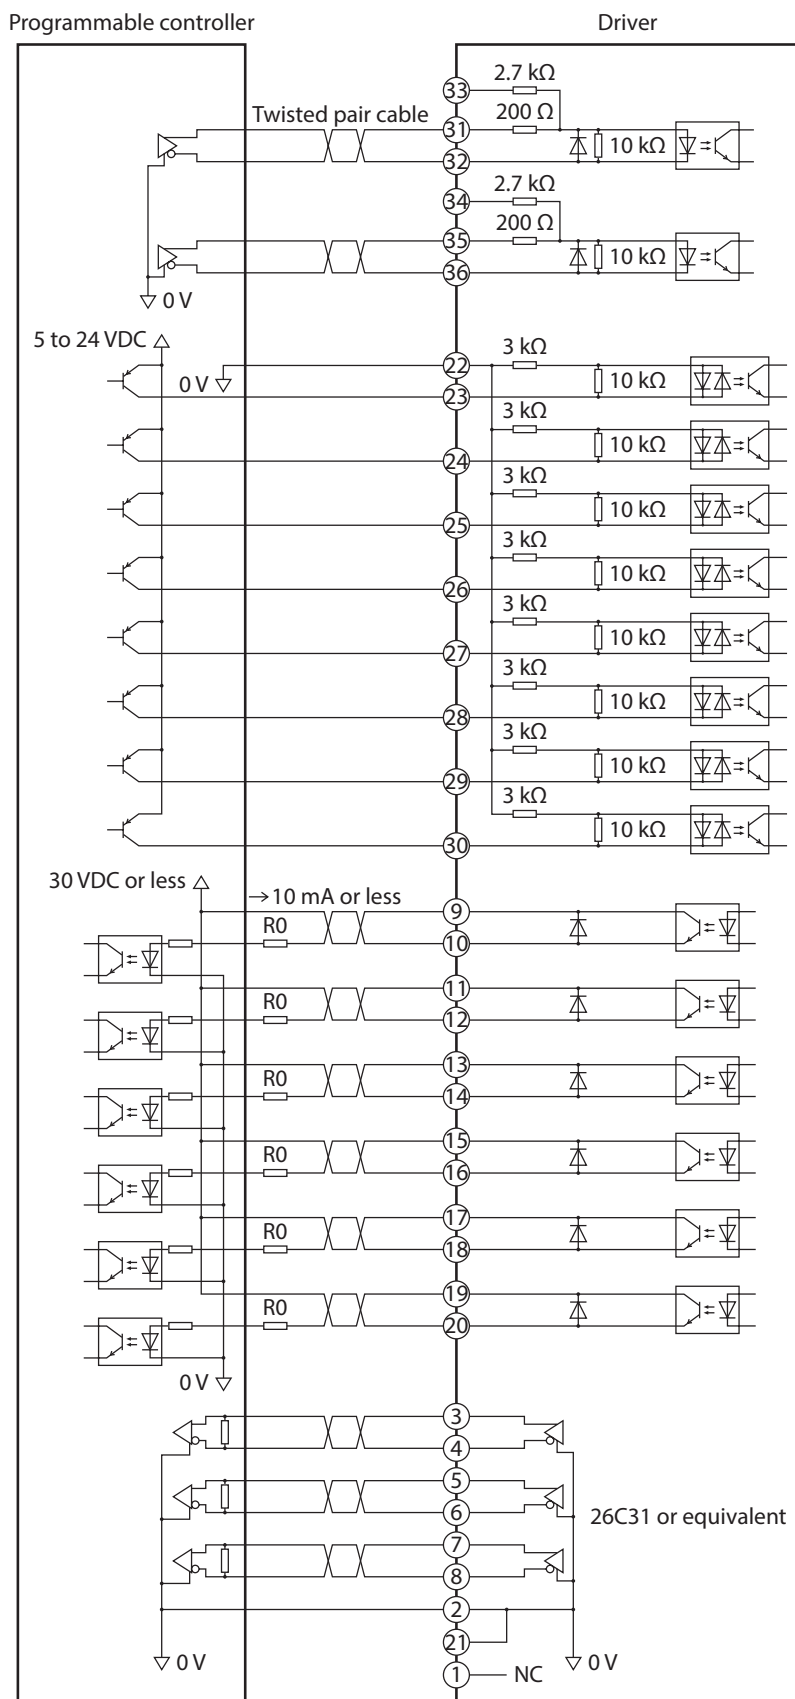 Programmable controller
Driver
33
2.7 kΩ
200 Ω
Twisted pair cable
31
10 kΩ
32
2.7 kΩ
34
200 Ω
35
10 kΩ
36
0 V
5 to 24 VDC
3 kΩ
22
0 V
10 kΩ
23
3 kΩ
10 kΩ
24
3 kΩ
10 kΩ
25
3 kΩ
10 kΩ
26
3 kΩ
10 kΩ
27
3 kΩ
10 kΩ
28
3 kΩ
10 kΩ
29
3 kΩ
10 kΩ
30
30 VDC or less
10 mA or less
9
R0
10
11
R0
12
13
R0
14
15
R0
16
17
R0
18
19
R0
20
0 V
3
4
5
6
26C31 or equivalent
7
8
2
21
0 V
0 V
1
NC